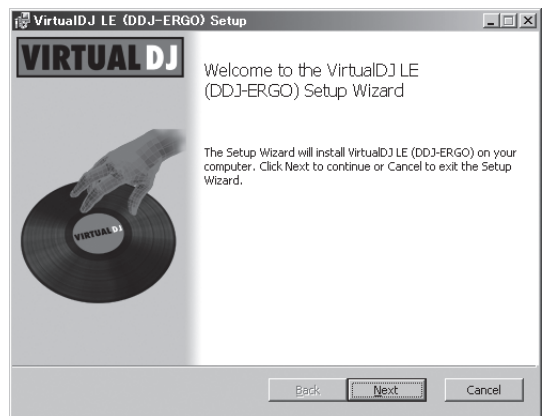 VirtualDJ LE (DDJ-ERGO) Setup
VIRTUAL DJ
Welcome to the VirtualDJ LE
(DDJ-ERGO) Setup Wizard
The Setup Wizard will install VirtualDJ LE (DDJ-ERGO) on your
computer. Click Next to continue or Cancel to exit the Setup
Wizard.
VIRTUAL DJ
Back
Next
Cancel